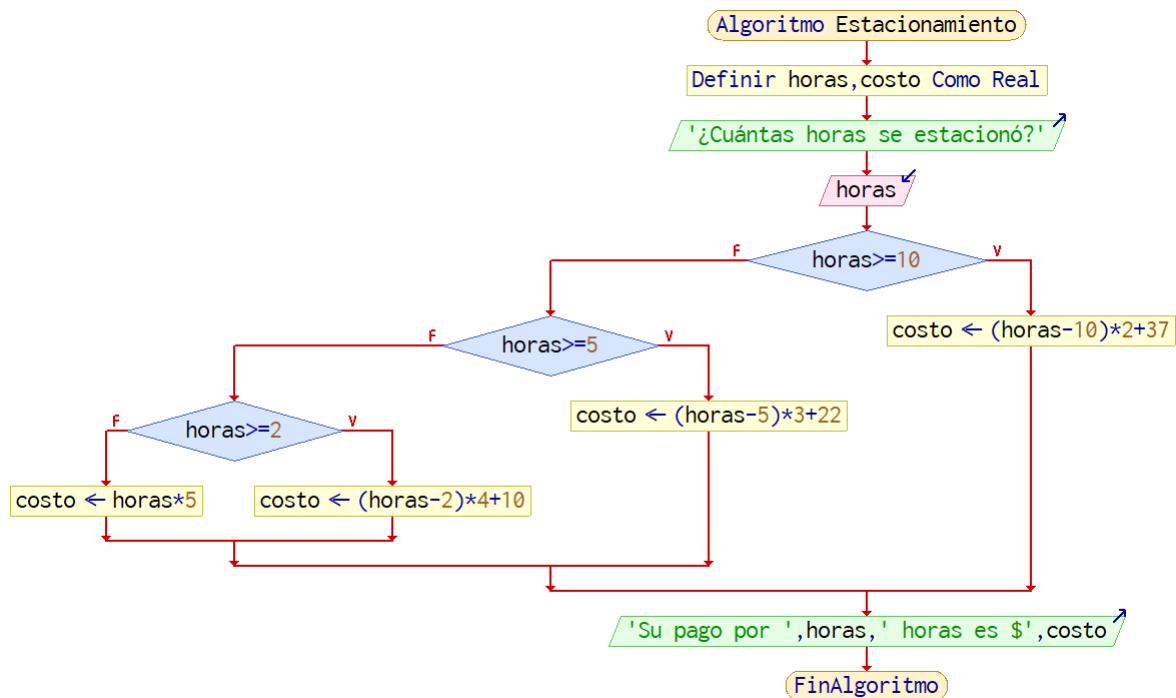 Algoritmo Estacionamiento
Definir horas,costo Como Real
'¿Cuántas horas se estacionó?'
horas
F
horas>=10
V
costo ← (horas-10)*2+37
F
horas>=5
V
costo ← (horas-5)*3+22
F
horas>=2
V
costo ← horas*5
costo ← (horas-2)*4+10
'Su pago por ',horas,' horas es $',costo
FinAlgoritmo